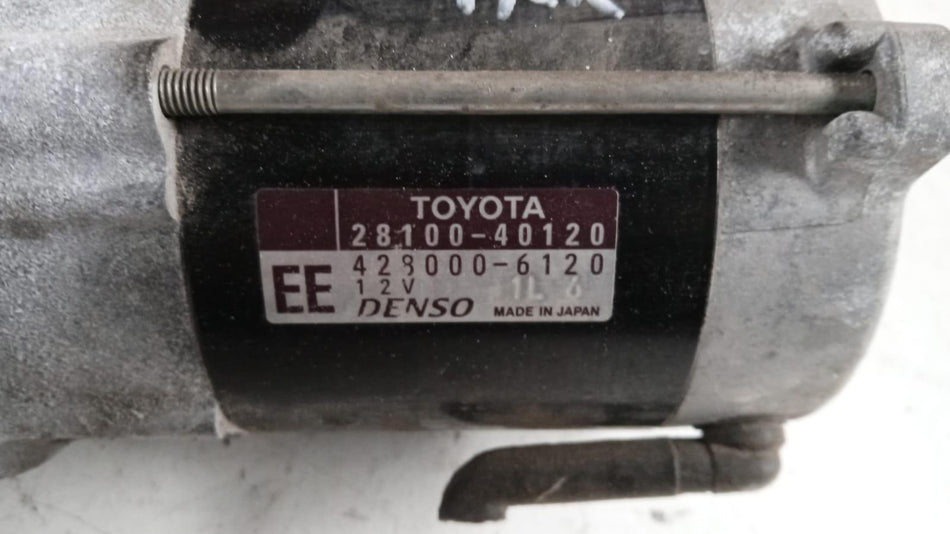 TOYOTA
28100-40120
EE
428000-6120
12V
DENSO
MADE IN JAPAN